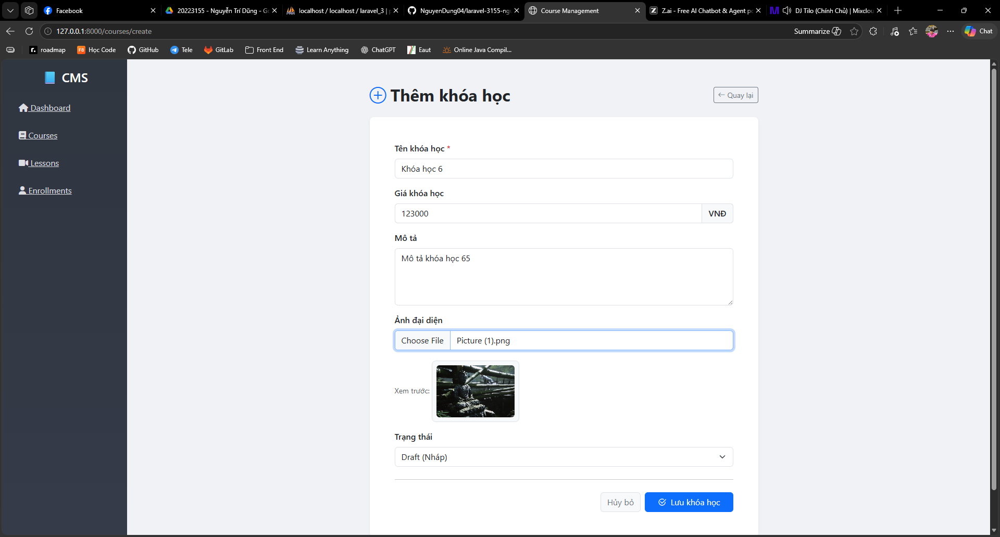 Facebook
20223155 - Nguyễn Trí Dũng - Go
localhost / localhost / laravel_3 | p
NguyenDung04/laravel-3155-ng
Course Management
Z.ai - Free AI Chatbot & Agent po
DJ Tilo (Chính Chủ) | Mixclou
127.0.0.1:8000/courses/create
Summarize
Chat
roadmap
F8 Học Code
GitHub
Tele
GitLab
Front End
Learn Anything
ChatGPT
Eaut
Online Java Compil...
CMS
Dashboard
Courses
Lessons
Enrollments
Thêm khóa học
← Quay lại
Tên khóa học *
Khóa học 6
Giá khóa học
123000
VNĐ
Mô tả
Mô tả khóa học 65
Ảnh đại diện
Choose File
Picture (1).png
Xem trước:
Trạng thái
Draft (Nháp)
Hủy bỏ
Lưu khóa học